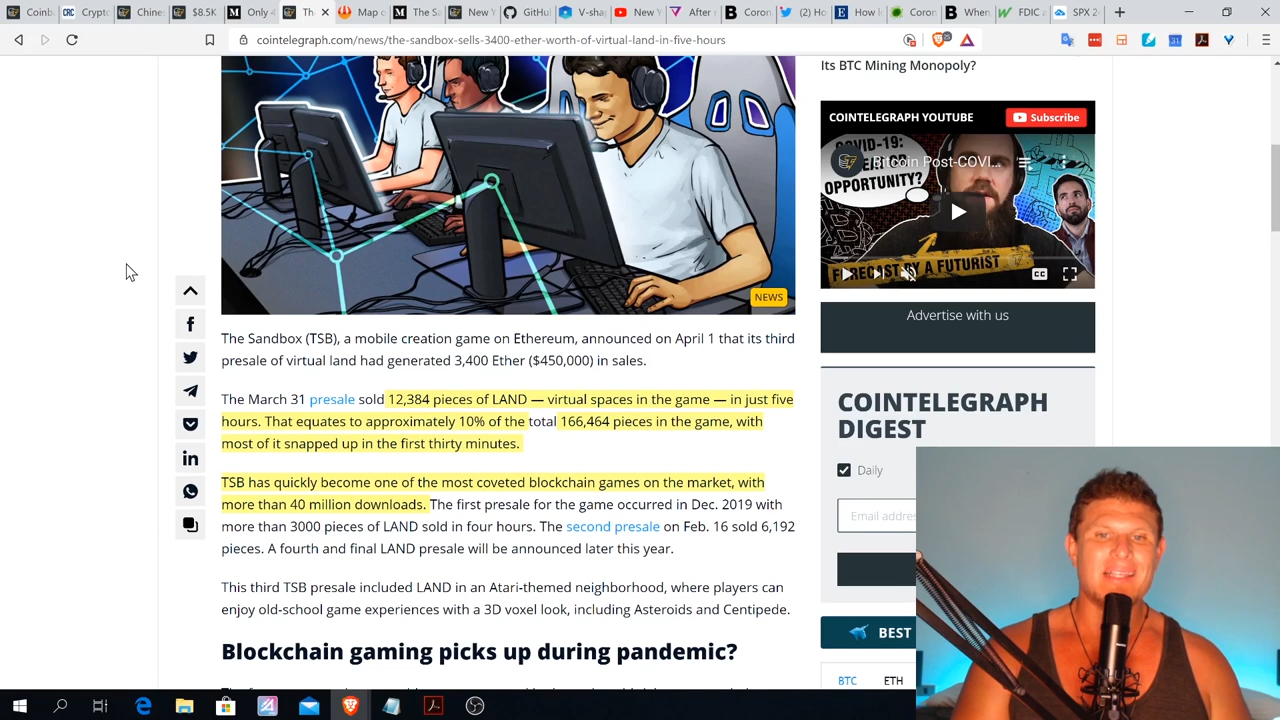 Coin
Crypt
Chines
$8.5K
Only
Th
Map c
The Sa
New Y
GitHu
V-sha
New Y
After
Coron
(2) Ho
How I
Coron
When
FDIC a
SPX 2
cointelegraph.com/news/the-sandbox-sells-3400-ether-worth-of-virtual-land-in-five-hours
Its BTC Mining Monopoly?
COINTELEGRAPH YOUTUBE
Subscribe
COVID-19:
OPPORTUNITY?
Bitcoin Post-COVI...
FORECAST BY A FUTURIST
CC
NEWS
Advertise with us
The Sandbox (TSB), a mobile creation game on Ethereum, announced on April 1 that its third
presale of virtual land had generated 3,400 Ether ($450,000) in sales.
The March 31 presale sold 12,384 pieces of LAND — virtual spaces in the game — in just five
hours. That equates to approximately 10% of the total 166,464 pieces in the game, with
most of it snapped up in the first thirty minutes.
TSB has quickly become one of the most coveted blockchain games on the market, with
more than 40 million downloads. The first presale for the game occurred in Dec. 2019 with
more than 3000 pieces of LAND sold in four hours. The second presale on Feb. 16 sold 6,192
pieces. A fourth and final LAND presale will be announced later this year.
This third TSB presale included LAND in an Atari-themed neighborhood, where players can
enjoy old-school game experiences with a 3D voxel look, including Asteroids and Centipede.
Blockchain gaming picks up during pandemic?
COINTELEGRAPH
DIGEST
Daily
Email addre
BEST
BTC ETH